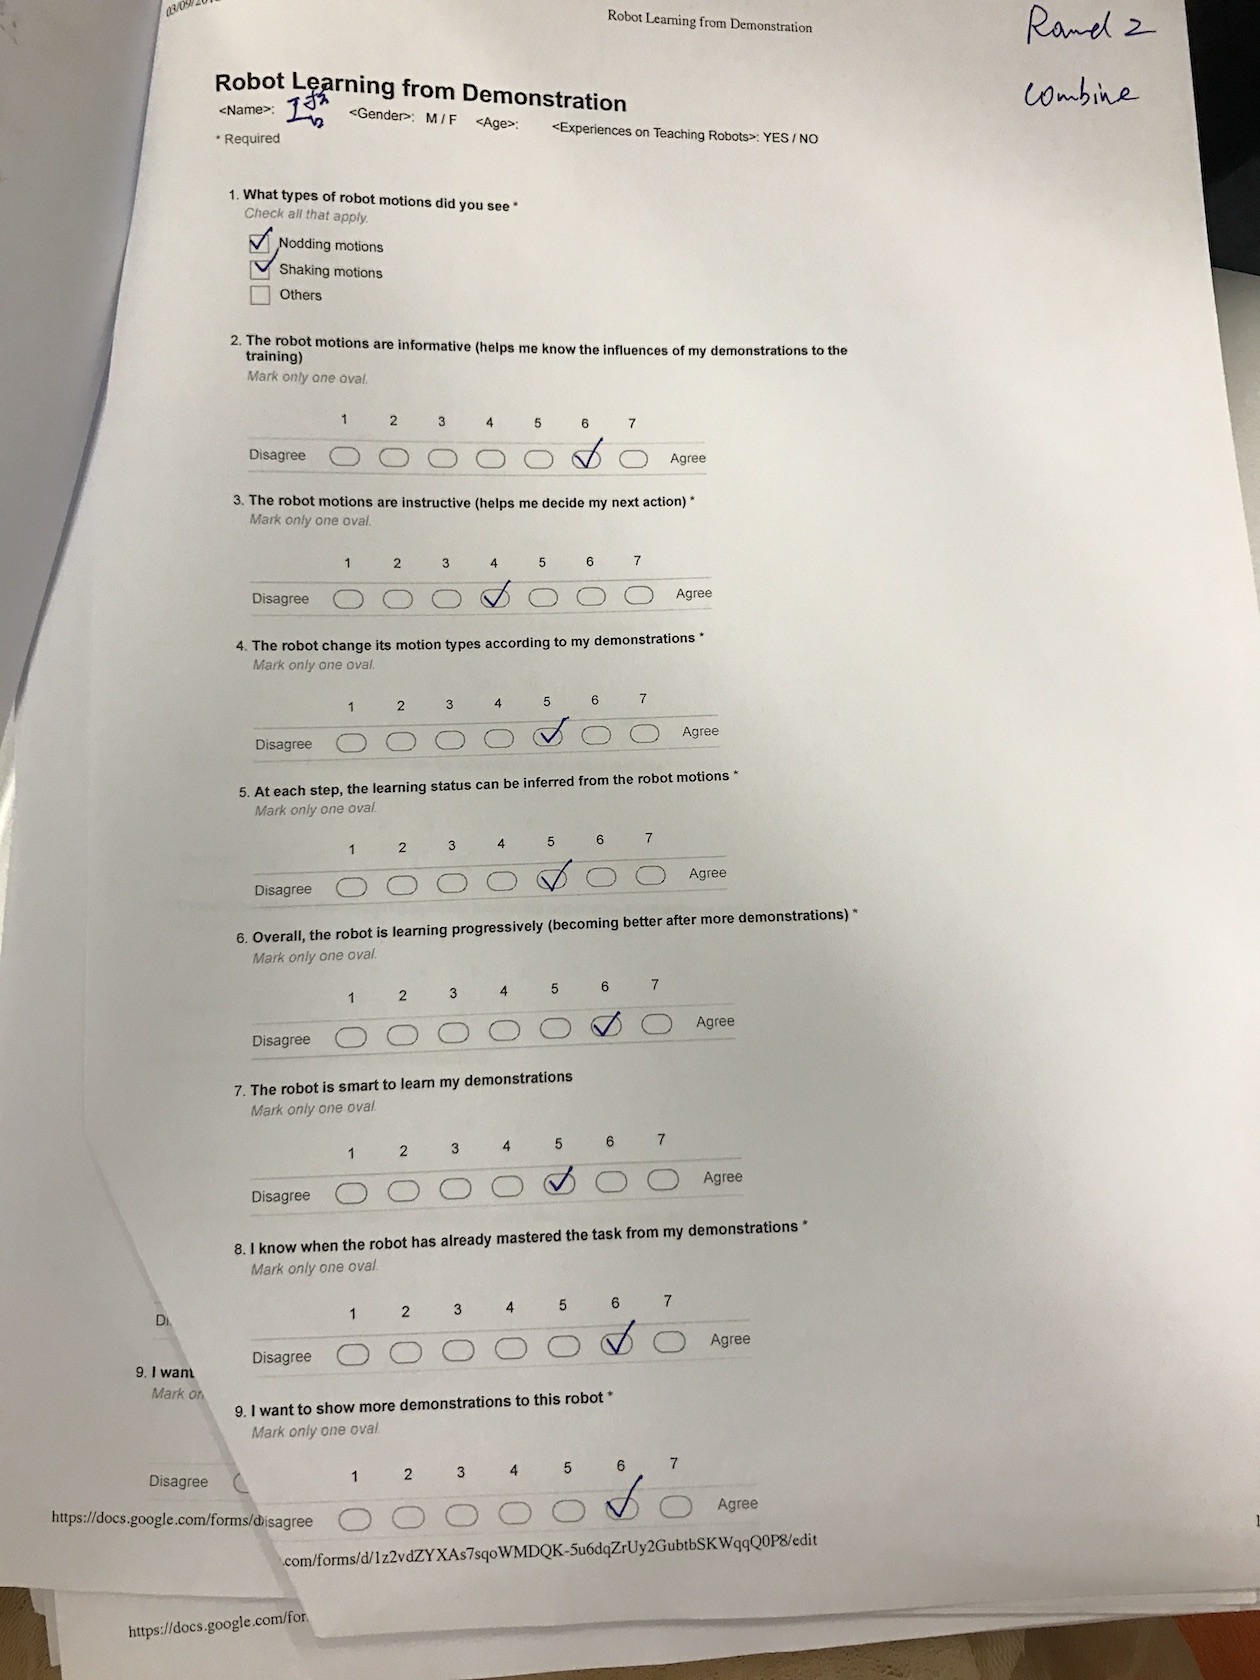 Robot Learning from Demonstration
Round 2
combine
Robot Learning from Demonstration
<Name>: <Gender>: M / F <Age>: <Experiences on Teaching Robots>: YES / NO
* Required
1. What types of robot motions did you see *
Check all that apply.
Nodding motions
Shaking motions
Others
2. The robot motions are informative (helps me know the influences of my demonstrations to the
training)
Mark only one oval.
1 2 3 4 5 6 7
Disagree Agree
3. The robot motions are instructive (helps me decide my next action) *
Mark only one oval.
1 2 3 4 5 6 7
Disagree Agree
4. The robot change its motion types according to my demonstrations *
Mark only one oval.
1 2 3 4 5 6 7
Disagree Agree
5. At each step, the learning status can be inferred from the robot motions *
Mark only one oval.
1 2 3 4 5 6 7
Disagree Agree
6. Overall, the robot is learning progressively (becoming better after more demonstrations) *
Mark only one oval.
1 2 3 4 5 6 7
Disagree Agree
7. The robot is smart to learn my demonstrations
Mark only one oval.
1 2 3 4 5 6 7
Disagree Agree
8. I know when the robot has already mastered the task from my demonstrations *
Mark only one oval.
1 2 3 4 5 6 7
Disagree Agree
9. I want to show more demonstrations to this robot *
Mark only one oval.
1 2 3 4 5 6 7
Disagree Agree
.com/forms/d/1z2vdZYXAs7sqoWMDQK-5u6dqZrUy2GubtbSKWqqQ0P8/edit
9. I want
Mark on
Disagree
https://docs.google.com/forms/d
https://docs.google.com/for